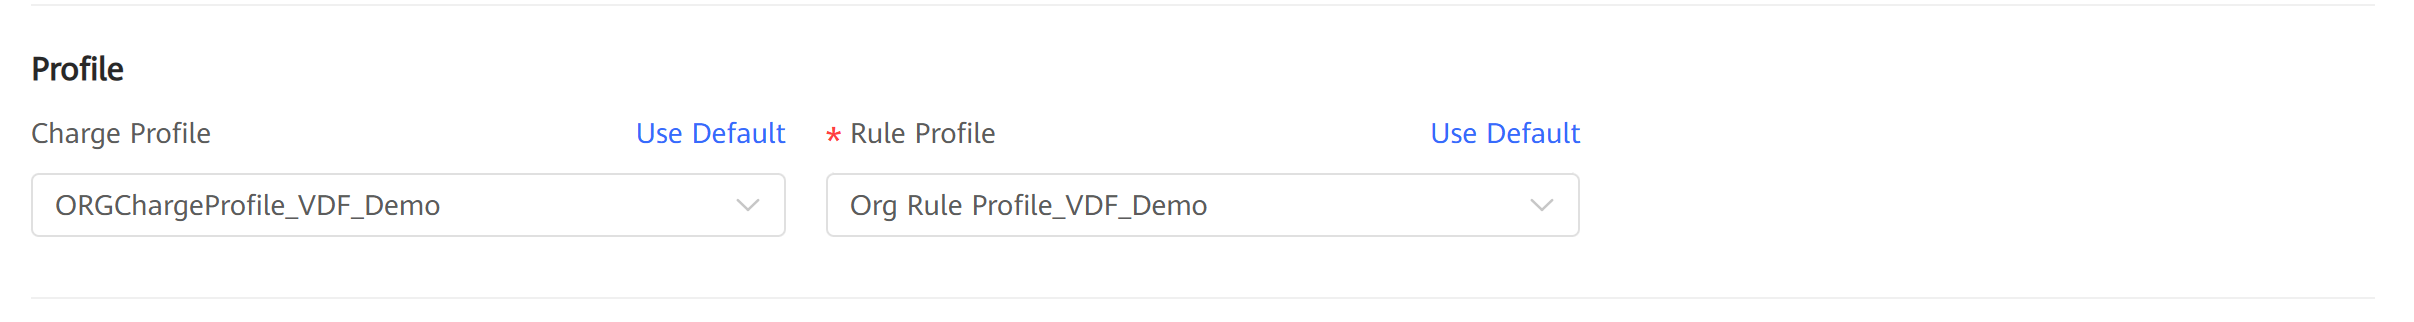 Profile
Charge Profile Use Default * Rule Profile Use Default
ORGChargeProfile_VDF_Demo Org Rule Profile_VDF_Demo